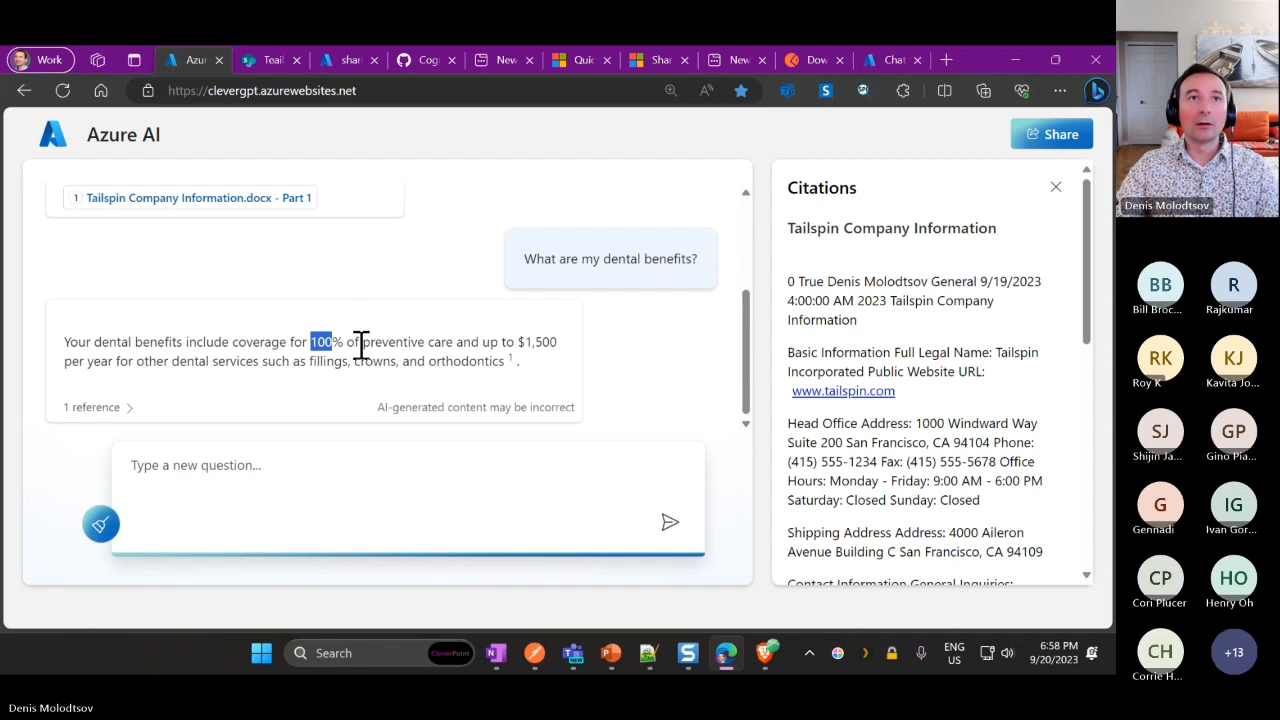 Work
Azur
Teail
shar
Cog
New
Quic
Shar
New
Dow
Chat
https://clevergpt.azurewebsites.net
Azure AI
Share
1 Tailspin Company Information.docx - Part 1
What are my dental benefits?
Your dental benefits include coverage for 100% of preventive care and up to $1,500
per year for other dental services such as fillings, crowns, and orthodontics 1 .
1 reference
AI-generated content may be incorrect
Type a new question...
Citations
Tailspin Company Information
0 True Denis Molodtsov General 9/19/2023
4:00:00 AM 2023 Tailspin Company
Information
Basic Information Full Legal Name: Tailspin
Incorporated Public Website URL:
www.tailspin.com
Head Office Address: 1000 Windward Way
Suite 200 San Francisco, CA 94104 Phone:
(415) 555-1234 Fax: (415) 555-5678 Office
Hours: Monday - Friday: 9:00 AM - 6:00 PM
Saturday: Closed Sunday: Closed
Shipping Address Address: 4000 Aileron
Avenue Building C San Francisco, CA 94109
Contact Information General Inquiries:
Search
CleverPoint
ENG
US
6:58 PM
9/20/2023
Denis Molodtsov
BB
Bill Broc...
R
Rajkumar
RK
Roy K
KJ
Kavita Jo...
SJ
Shijin Ja...
GP
Gino Pia...
G
Gennadi
IG
Ivan Gor...
CP
Cori Plucer
HO
Henry Oh
CH
Corrie H...
+13
Denis Molodtsov